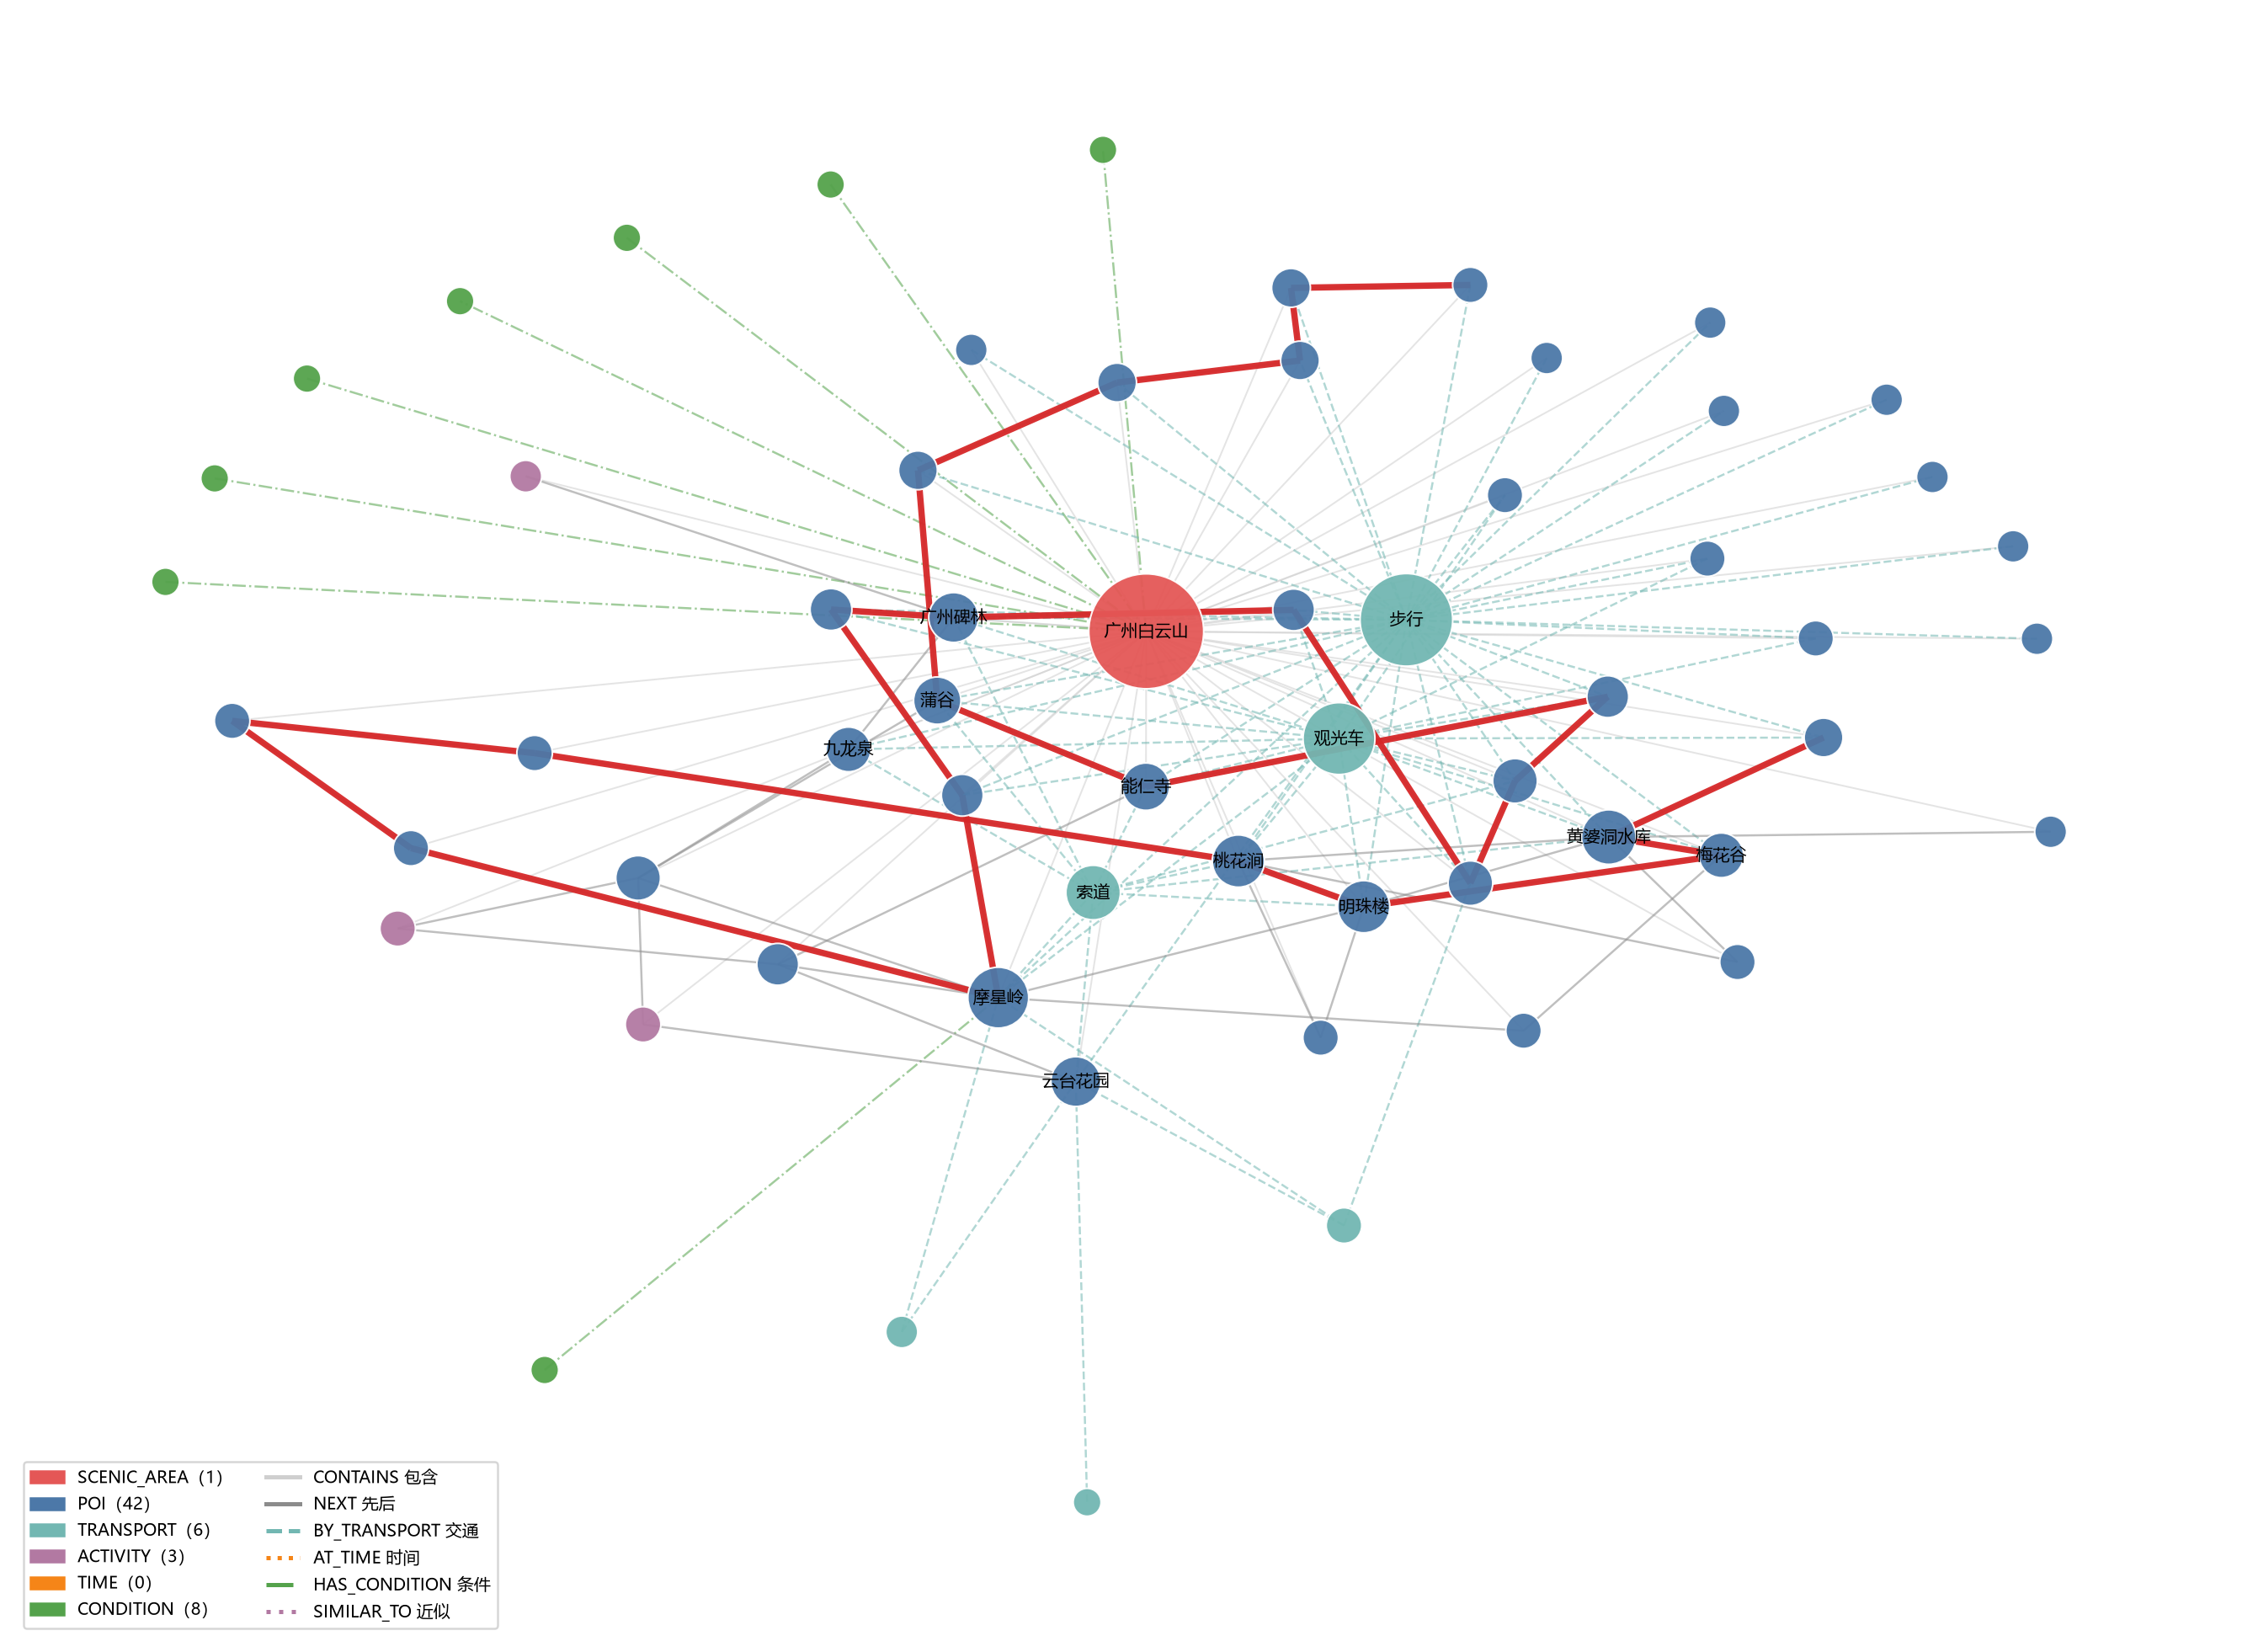 广州碑林
广州白云山
步行
蒲谷
九龙泉
观光车
能仁寺
黄婆洞水库
梅花谷
桃花涧
索道
明珠楼
摩星岭
云台花园
SCENIC_AREA (1)
POI (42)
TRANSPORT (6)
ACTIVITY (3)
TIME (0)
CONDITION (8)
CONTAINS 包含
NEXT 先后
BY_TRANSPORT 交通
AT_TIME 时间
HAS_CONDITION 条件
SIMILAR_TO 近似